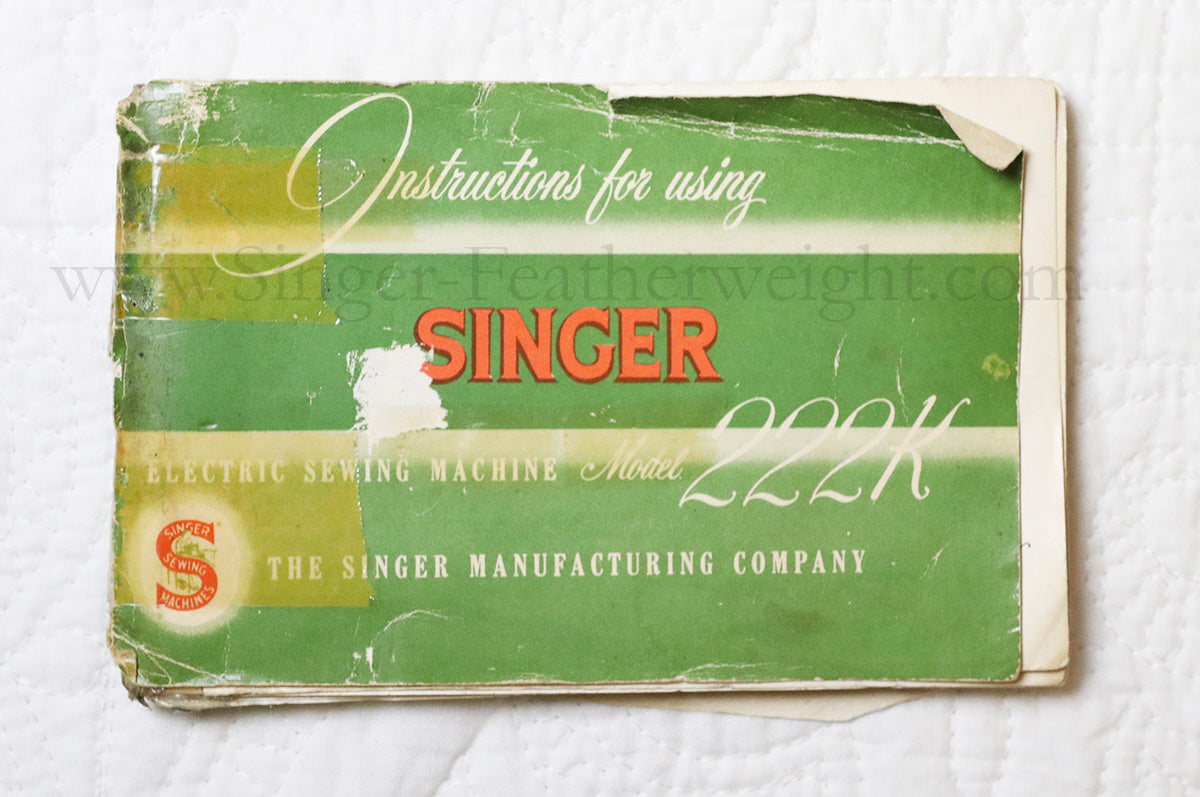 Instructions for using
www.Singer-Featherweight.com
SINGER
ELECTRIC SEWING MACHINE Model 222K
SINGER
SEWING
MACHINES
THE SINGER MANUFACTURING COMPANY